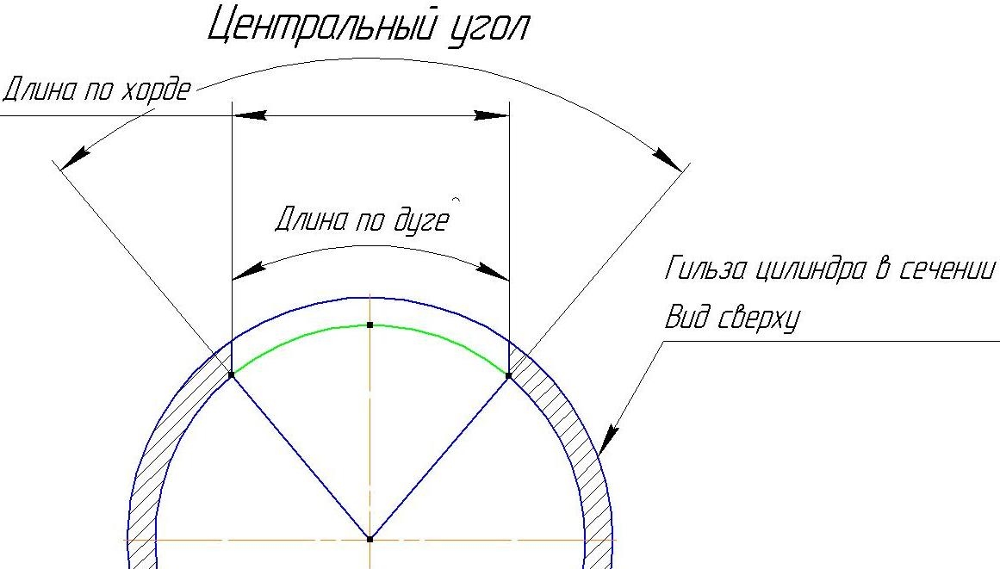 Центральный угол
Длина по хорде
Длина по дуге
Гильза цилиндра в сечении
Вид сверху